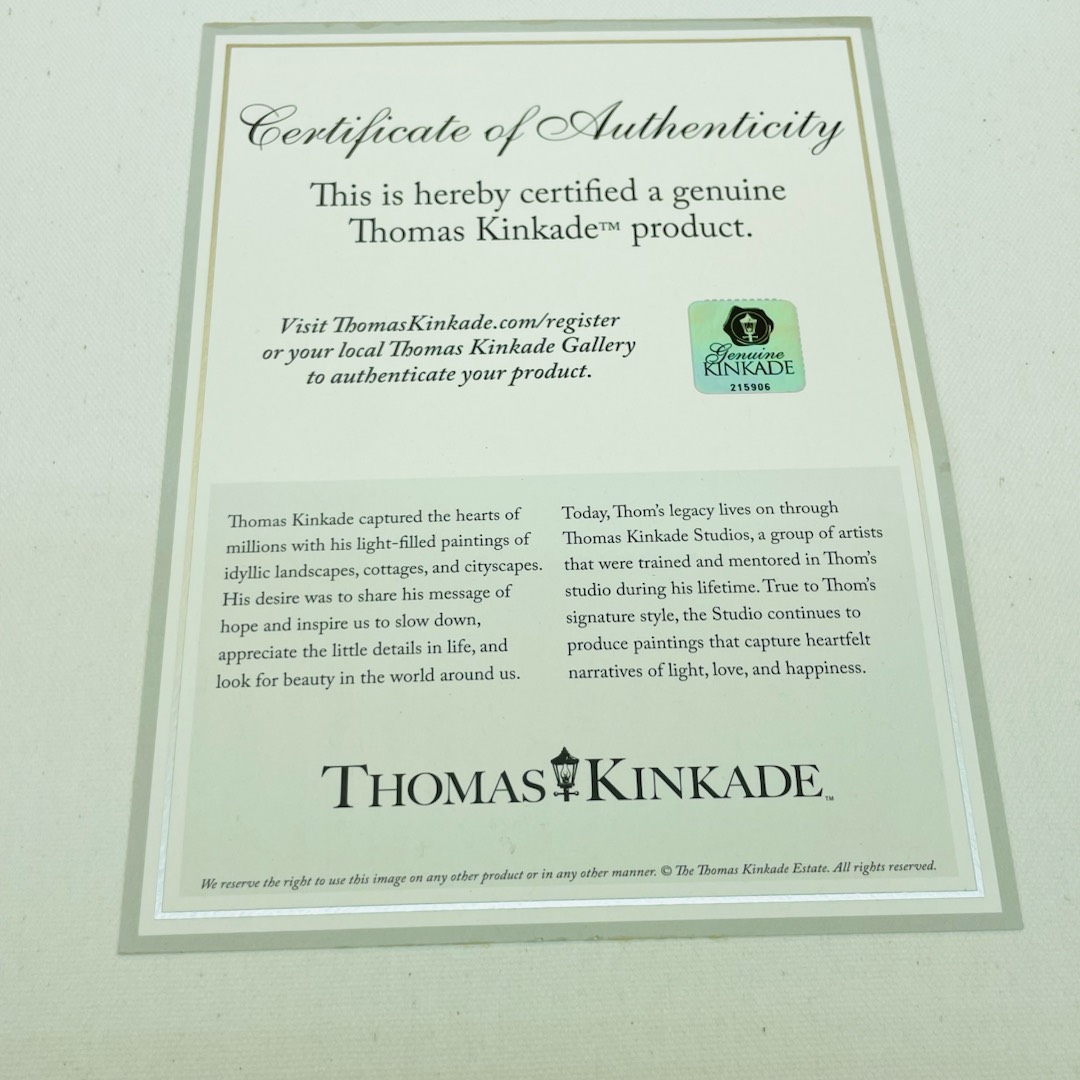 Certificate of Authenticity
This is hereby certified a genuine
Thomas Kinkade™ product.
Visit ThomasKinkade.com/register
or your local Thomas Kinkade Gallery
to authenticate your product.
Genuine
KINKADE
215906
Thomas Kinkade captured the hearts of
millions with his light-filled paintings of
idyllic landscapes, cottages, and cityscapes.
His desire was to share his message of
hope and inspire us to slow down,
appreciate the little details in life, and
look for beauty in the world around us.
Today, Thom's legacy lives on through
Thomas Kinkade Studios, a group of artists
that were trained and mentored in Thom's
studio during his lifetime. True to Thom's
signature style, the Studio continues to
produce paintings that capture heartfelt
narratives of light, love, and happiness.
THOMAS KINKADE™
We reserve the right to use this image on any other product or in any other manner. © The Thomas Kinkade Estate. All rights reserved.